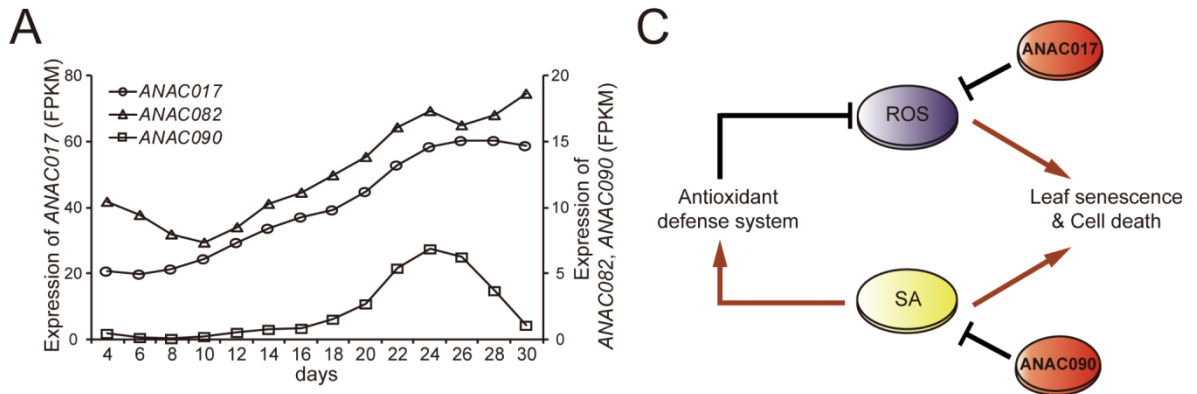 A
Expression of ANAC017 (FPKM)
80
60
40
20
0
ANAC017
ANAC082
ANAC090
20
15
10
5
0
Expression of
ANAC082, ANAC090 (FPKM)
4 6 8 10 12 14 16 18 20 22 24 26 28 30
days
C
ANAC017
ROS
Antioxidant
defense system
Leaf senescence
& Cell death
SA
ANAC090